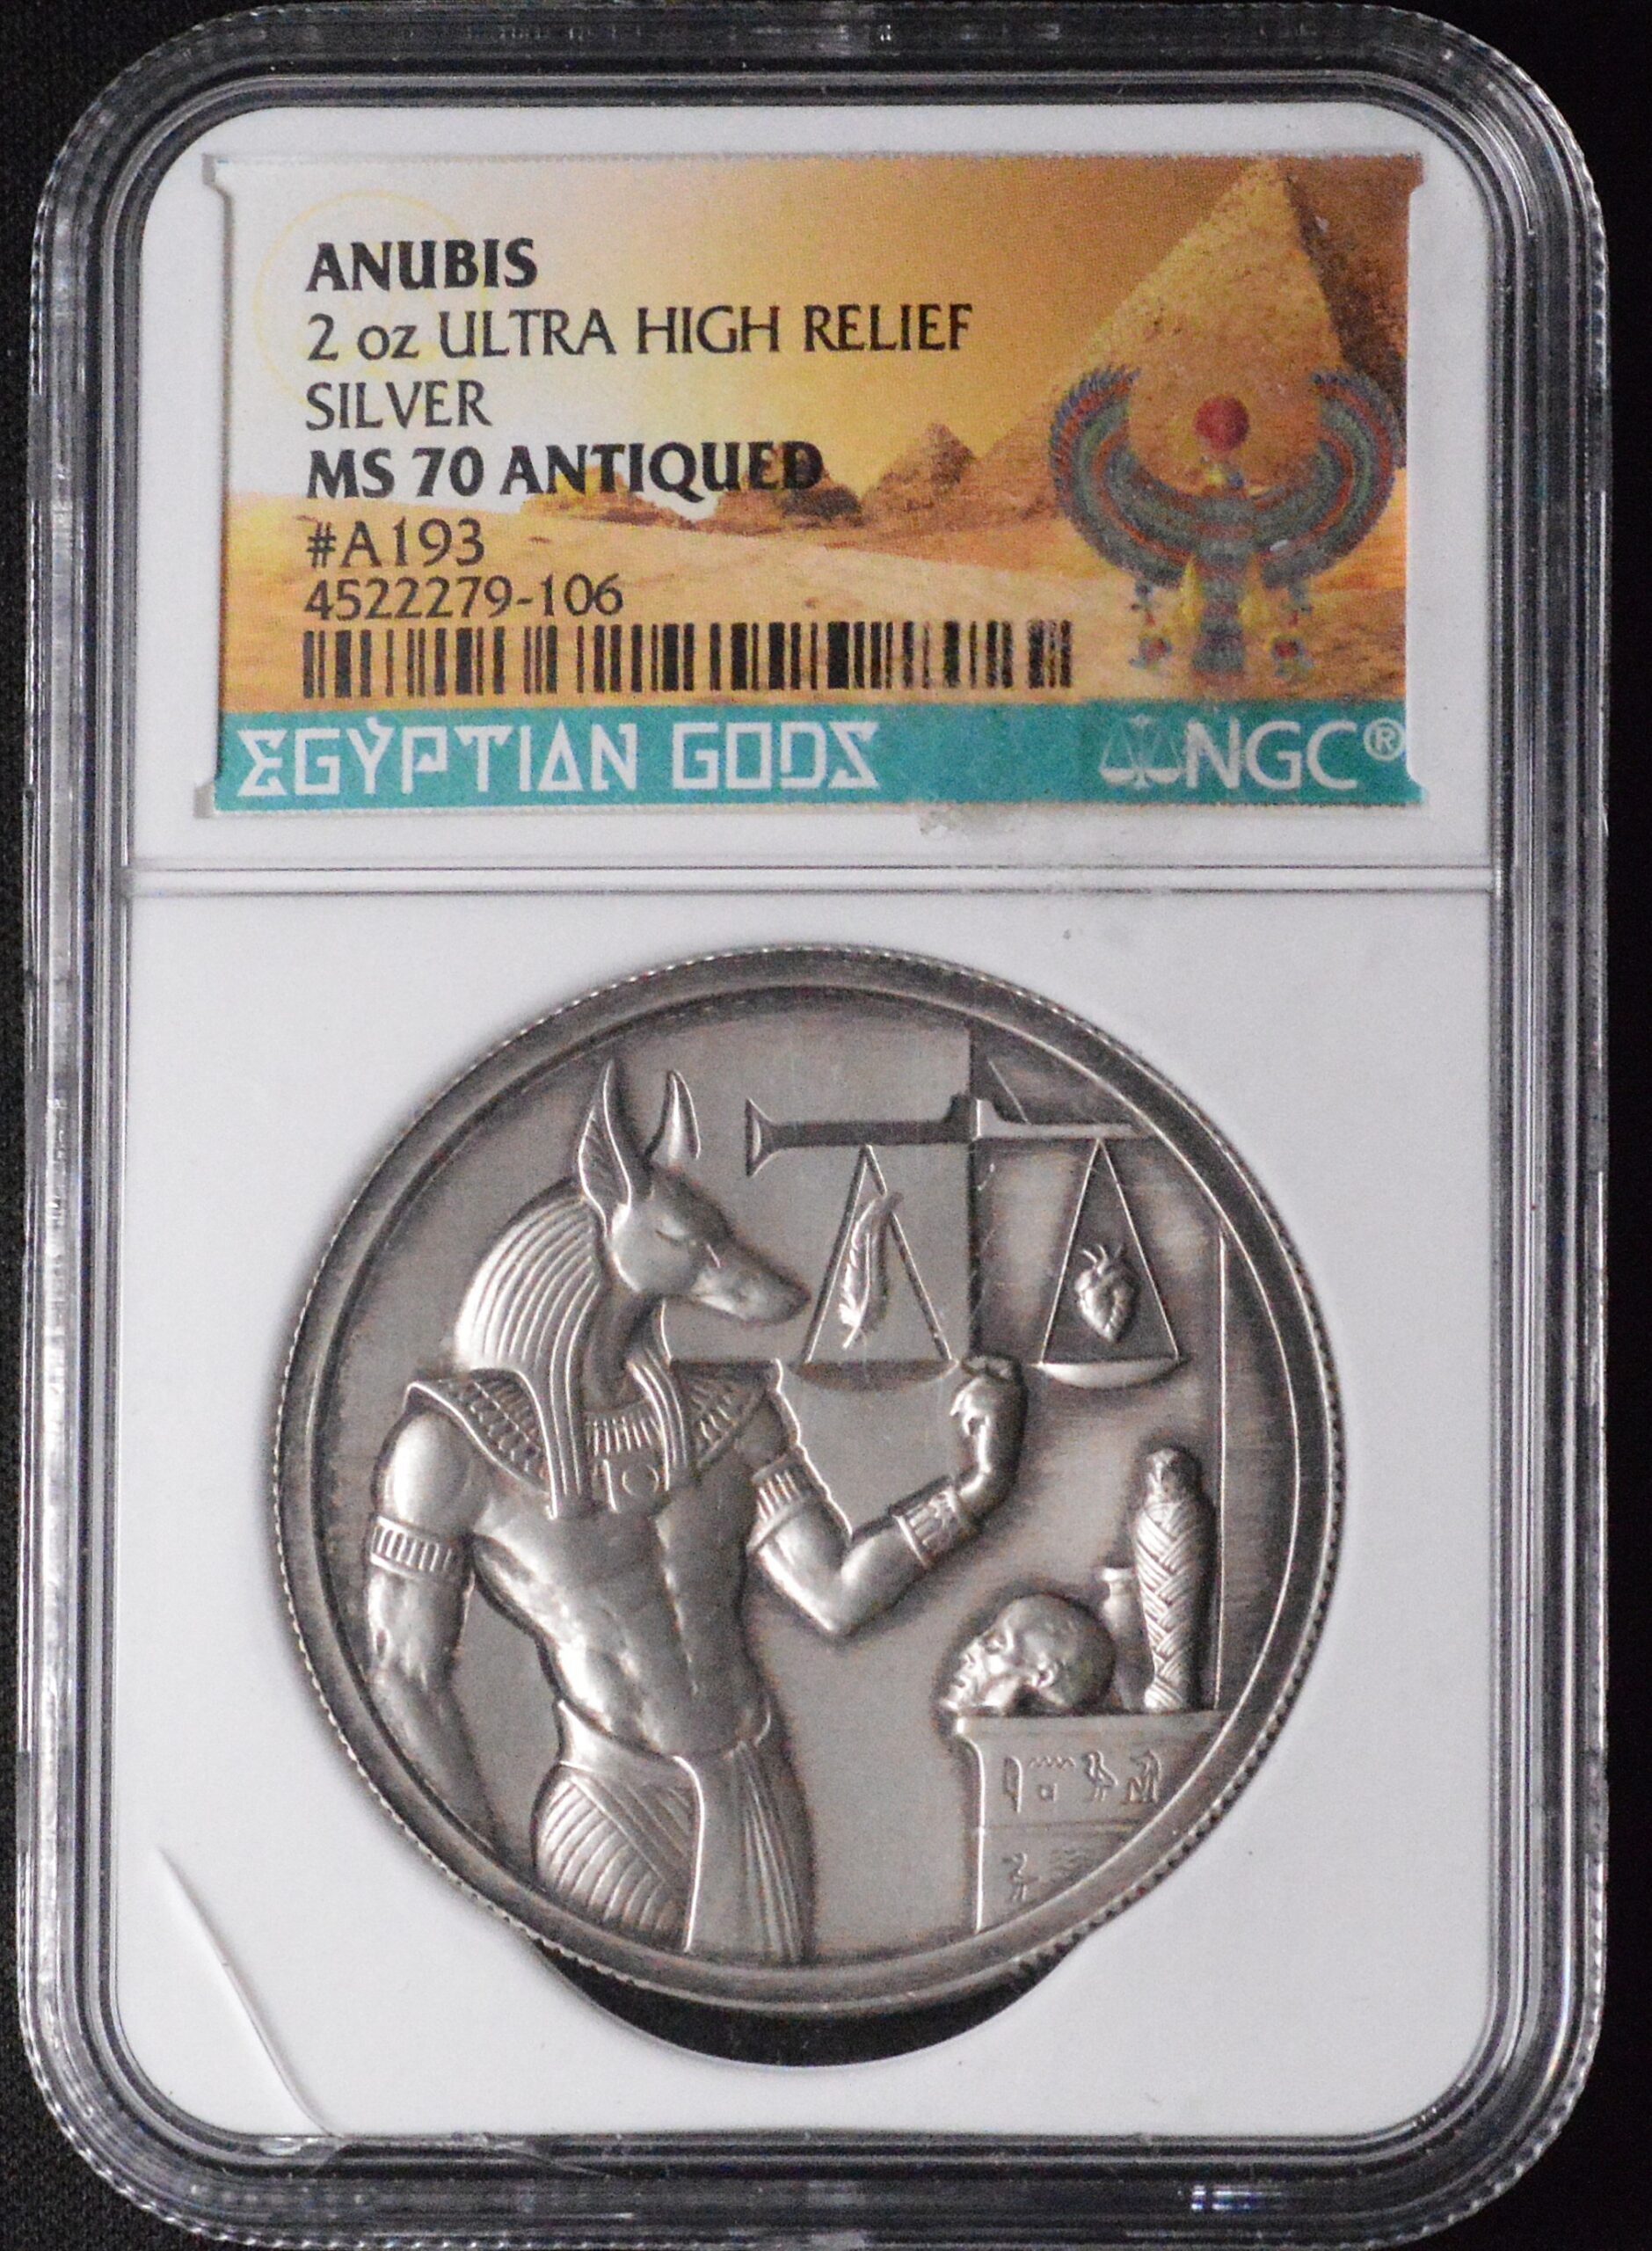 ANUBIS
2 oz ULTRA HIGH RELIEF
SILVER
MS 70 ANTIQUED
#A193
4522279-106
EGYPTIAN GODS NGC®